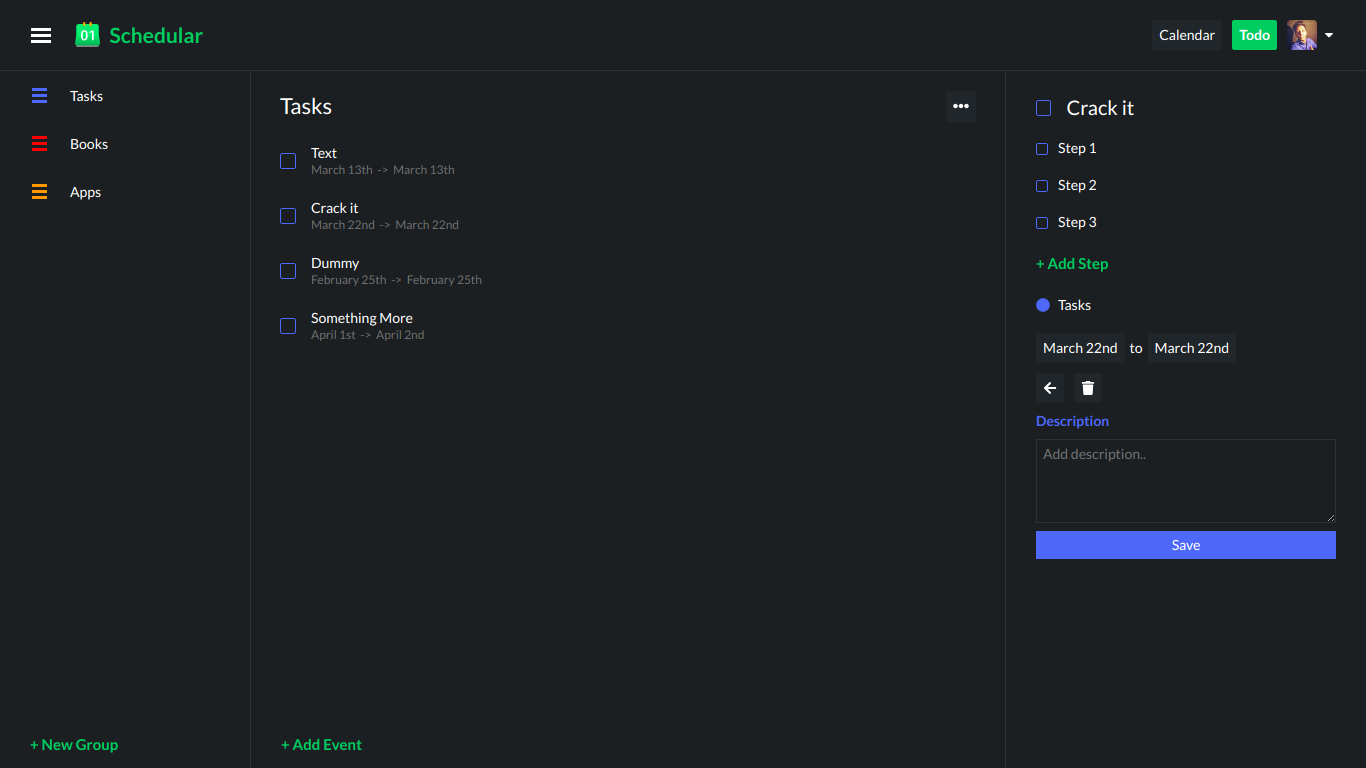 01 Schedular
Calendar Todo
Tasks
Books
Apps
+ New Group
Tasks
•••
Text
March 13th -> March 13th
Crack it
March 22nd -> March 22nd
Dummy
February 25th -> February 25th
Something More
April 1st -> April 2nd
+ Add Event
Crack it
Step 1
Step 2
Step 3
+ Add Step
Tasks
March 22nd to March 22nd
Description
Add description..
Save